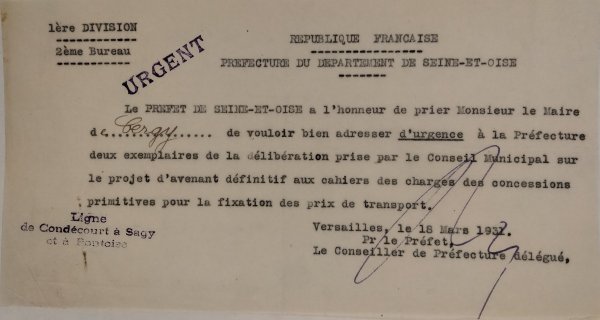 1ère DIVISION
2ème Bureau
URGENT
REPUBLIQUE FRANCAISE
PREFECTURE DU DEPARTEMENT DE SEINE-ET-OISE
Le PREFET DE SEINE-ET-OISE a l'honneur de prier Monsieur le Maire
de Cergy de vouloir bien adresser d'urgence à la Préfecture
deux exemplaires de la délibération prise par le Conseil Municipal sur
le projet d'avenant définitif aux cahiers des charges des concessions
primitives pour la fixation des prix de transport.
Ligne
de Condécourt à Sagy
et à Pontoise
Versailles, le 18 Mars 1931.
Pr le Préfet,
Le Conseiller de Préfecture délégué,